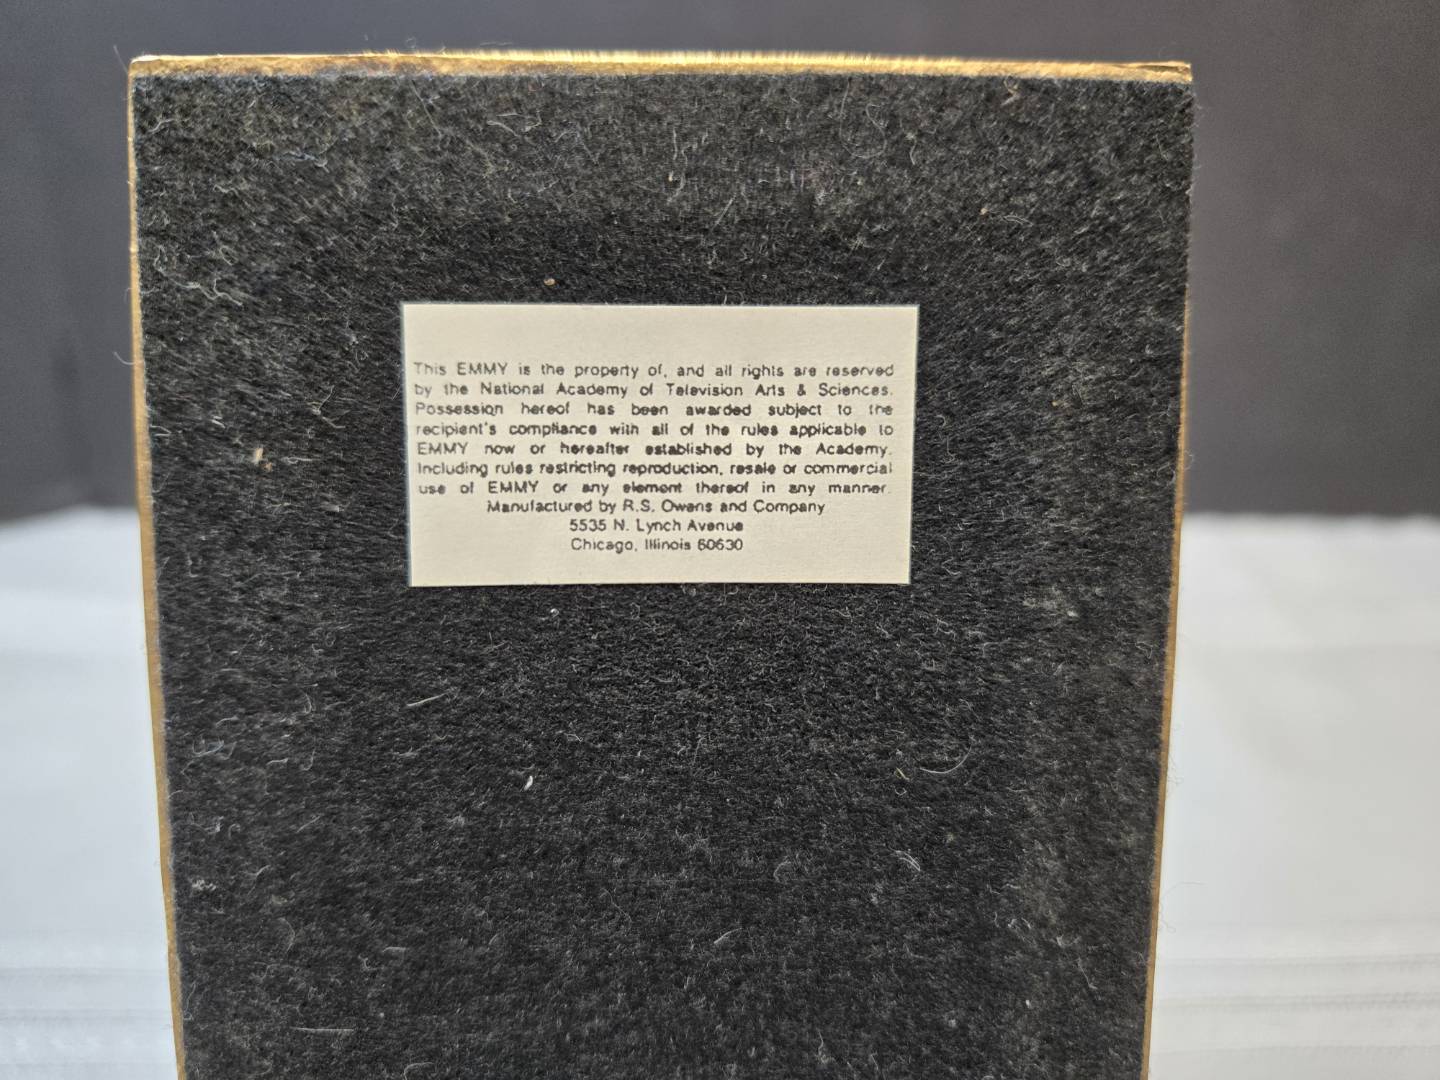 This EMMY is the property of, and all rights are reserved
by the National Academy of Television Arts & Sciences.
Possession hereof has been awarded subject to the
recipient's compliance with all of the rules applicable to
EMMY now or hereafter established by the Academy.
Including rules restricting reproduction, resale or commercial
use of EMMY or any element thereof in any manner.
Manufactured by R.S. Owens and Company
5535 N. Lynch Avenue
Chicago, Illinois 60630